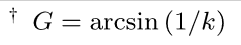 † G = arcsin (1/k)